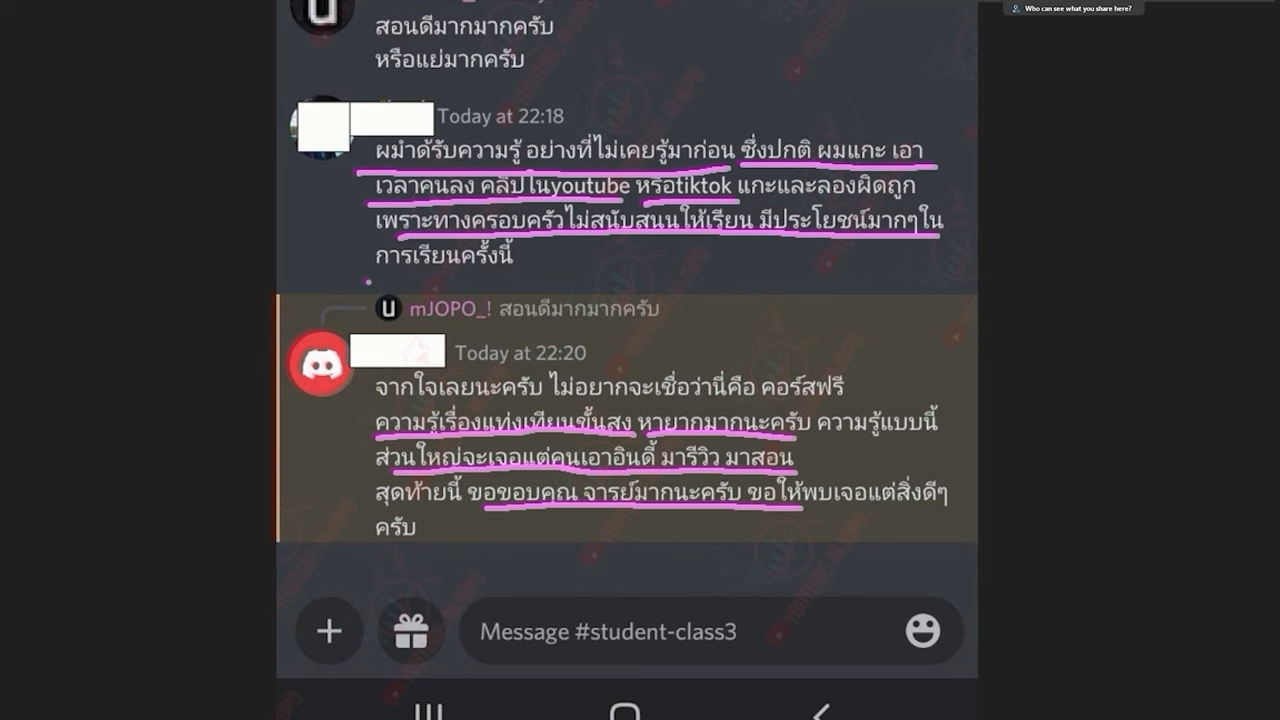 Who can see what you share here?
สอนดีมากมากครับ
หรือแย่มากครับ
Today at 22:18
ผมำด้รับความรู้ อย่างที่ไม่เคยรู้มาก่อน ซึ่งปกติ ผมแกะ เอา
เวลาคนลง คลิปในyoutube หรือtiktok แกะและลองผิดถูก
เพราะทางครอบครัวไม่สนับสนนให้เรียน มีประโยชน์มากๆใน
การเรียนครั้งนี้
mJOPO_! สอนดีมากมากครับ
Today at 22:20
จากใจเลยนะครับ ไม่อยากจะเชื่อว่านี่คือ คอร์สฟรี
ความรู้เรื่องแท่งเทียนขั้นสูง หายากมากนะครับ ความรู้แบบนี้
ส่วนใหญ่จะเจอแต่คนเอาอินดี้ มารีวิว มาสอน
สุดท้ายนี้ ขอขอบคุณ จารย์มากนะครับ ขอให้พบเจอแต่สิ่งดีๆ
ครับ
Message #student-class3